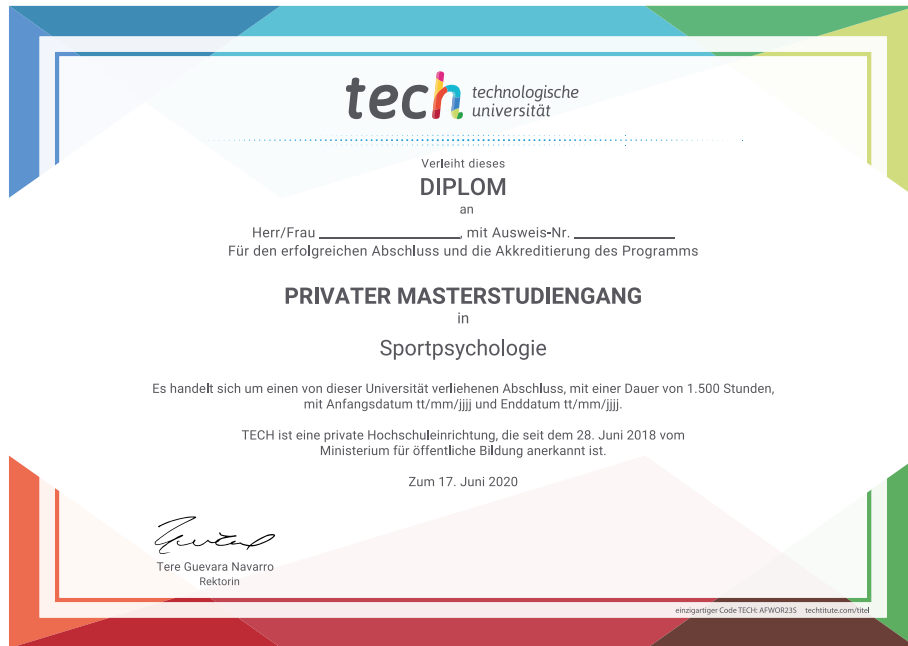 tech technologische
universität
Verleiht dieses
DIPLOM
an
Herr/Frau ____________________, mit Ausweis-Nr. ______________
Für den erfolgreichen Abschluss und die Akkreditierung des Programms
PRIVATER MASTERSTUDIENGANG
in
Sportpsychologie
Es handelt sich um einen von dieser Universität verliehenen Abschluss, mit einer Dauer von 1.500 Stunden,
mit Anfangsdatum tt/mm/jjjj und Enddatum tt/mm/jjjj.
TECH ist eine private Hochschuleinrichtung, die seit dem 28. Juni 2018 vom
Ministerium für öffentliche Bildung anerkannt ist.
Zum 17. Juni 2020
Tere Guevara Navarro
Rektorin
einzigartiger Code TECH: AFWOR23S techtitute.com/titel